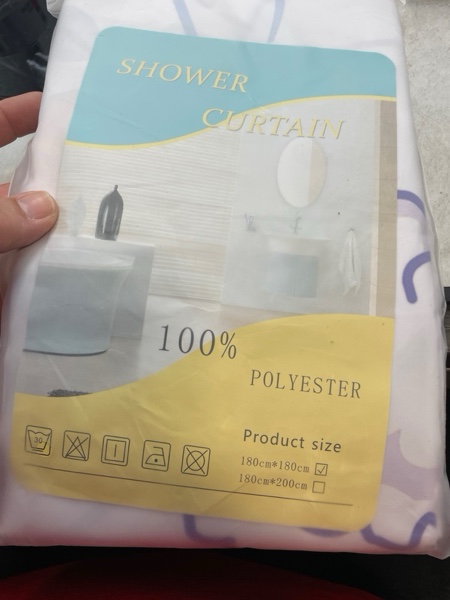 SHOWER
CURTAIN
100%
POLYESTER
30
Product size
180cm*180cm
180cm*200cm